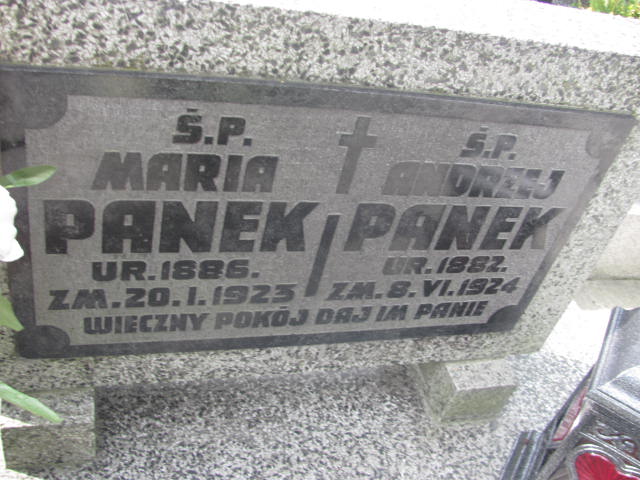 Ś.P.
MARIA
PANEK
UR. 1886.
ZM. 20. I. 1923
Ś.P.
ANDRZEJ
PANEK
UR. 1882.
ZM. 8. VI. 1924
WIECZNY POKÓJ DAJ IM PANIE